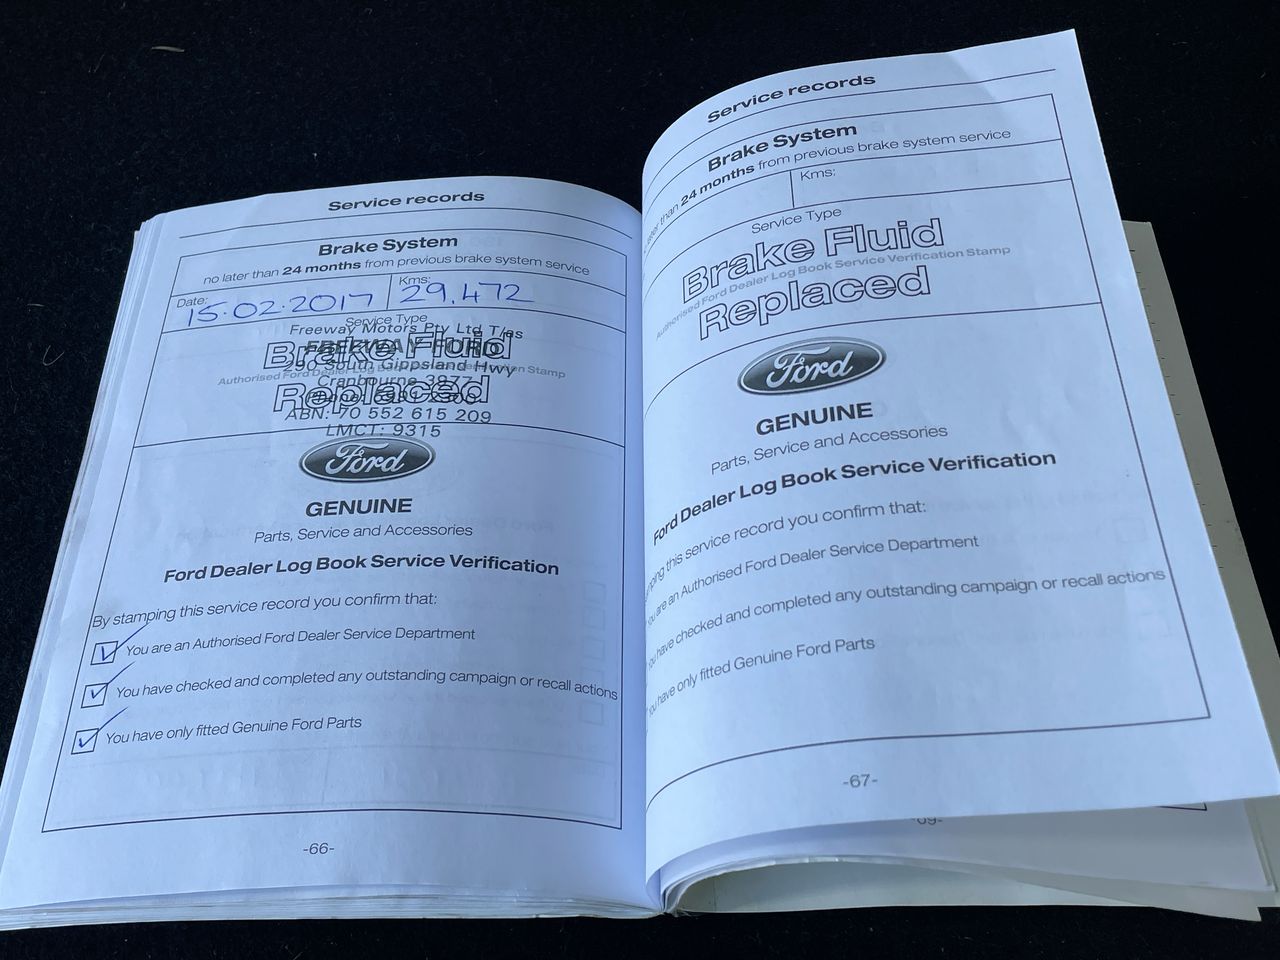 Service records
Brake System
no later than 24 months from previous brake system service
Date:
15.02.2017
Kms:
29,472
Service Type
Freeway Motors Pty Ltd T/as
FREEWAY FORD
Brake Fluid
290 South Gippsland Hwy
Authorised Ford Dealer Log Book Service Verification Stamp
Cranbourne 3977
Replaced
ABN: 70 552 615 209
LMCT: 9315
Ford
GENUINE
Parts, Service and Accessories
Ford Dealer Log Book Service Verification
By stamping this service record you confirm that:
You are an Authorised Ford Dealer Service Department
You have checked and completed any outstanding campaign or recall actions
You have only fitted Genuine Ford Parts
-66-
Service records
Brake System
later than 24 months from previous brake system service
Kms:
Service Type
Brake Fluid
Authorised Ford Dealer Log Book Service Verification Stamp
Replaced
Ford
GENUINE
Parts, Service and Accessories
Ford Dealer Log Book Service Verification
this service record you confirm that:
You are an Authorised Ford Dealer Service Department
You have checked and completed any outstanding campaign or recall actions
You have only fitted Genuine Ford Parts
-67-